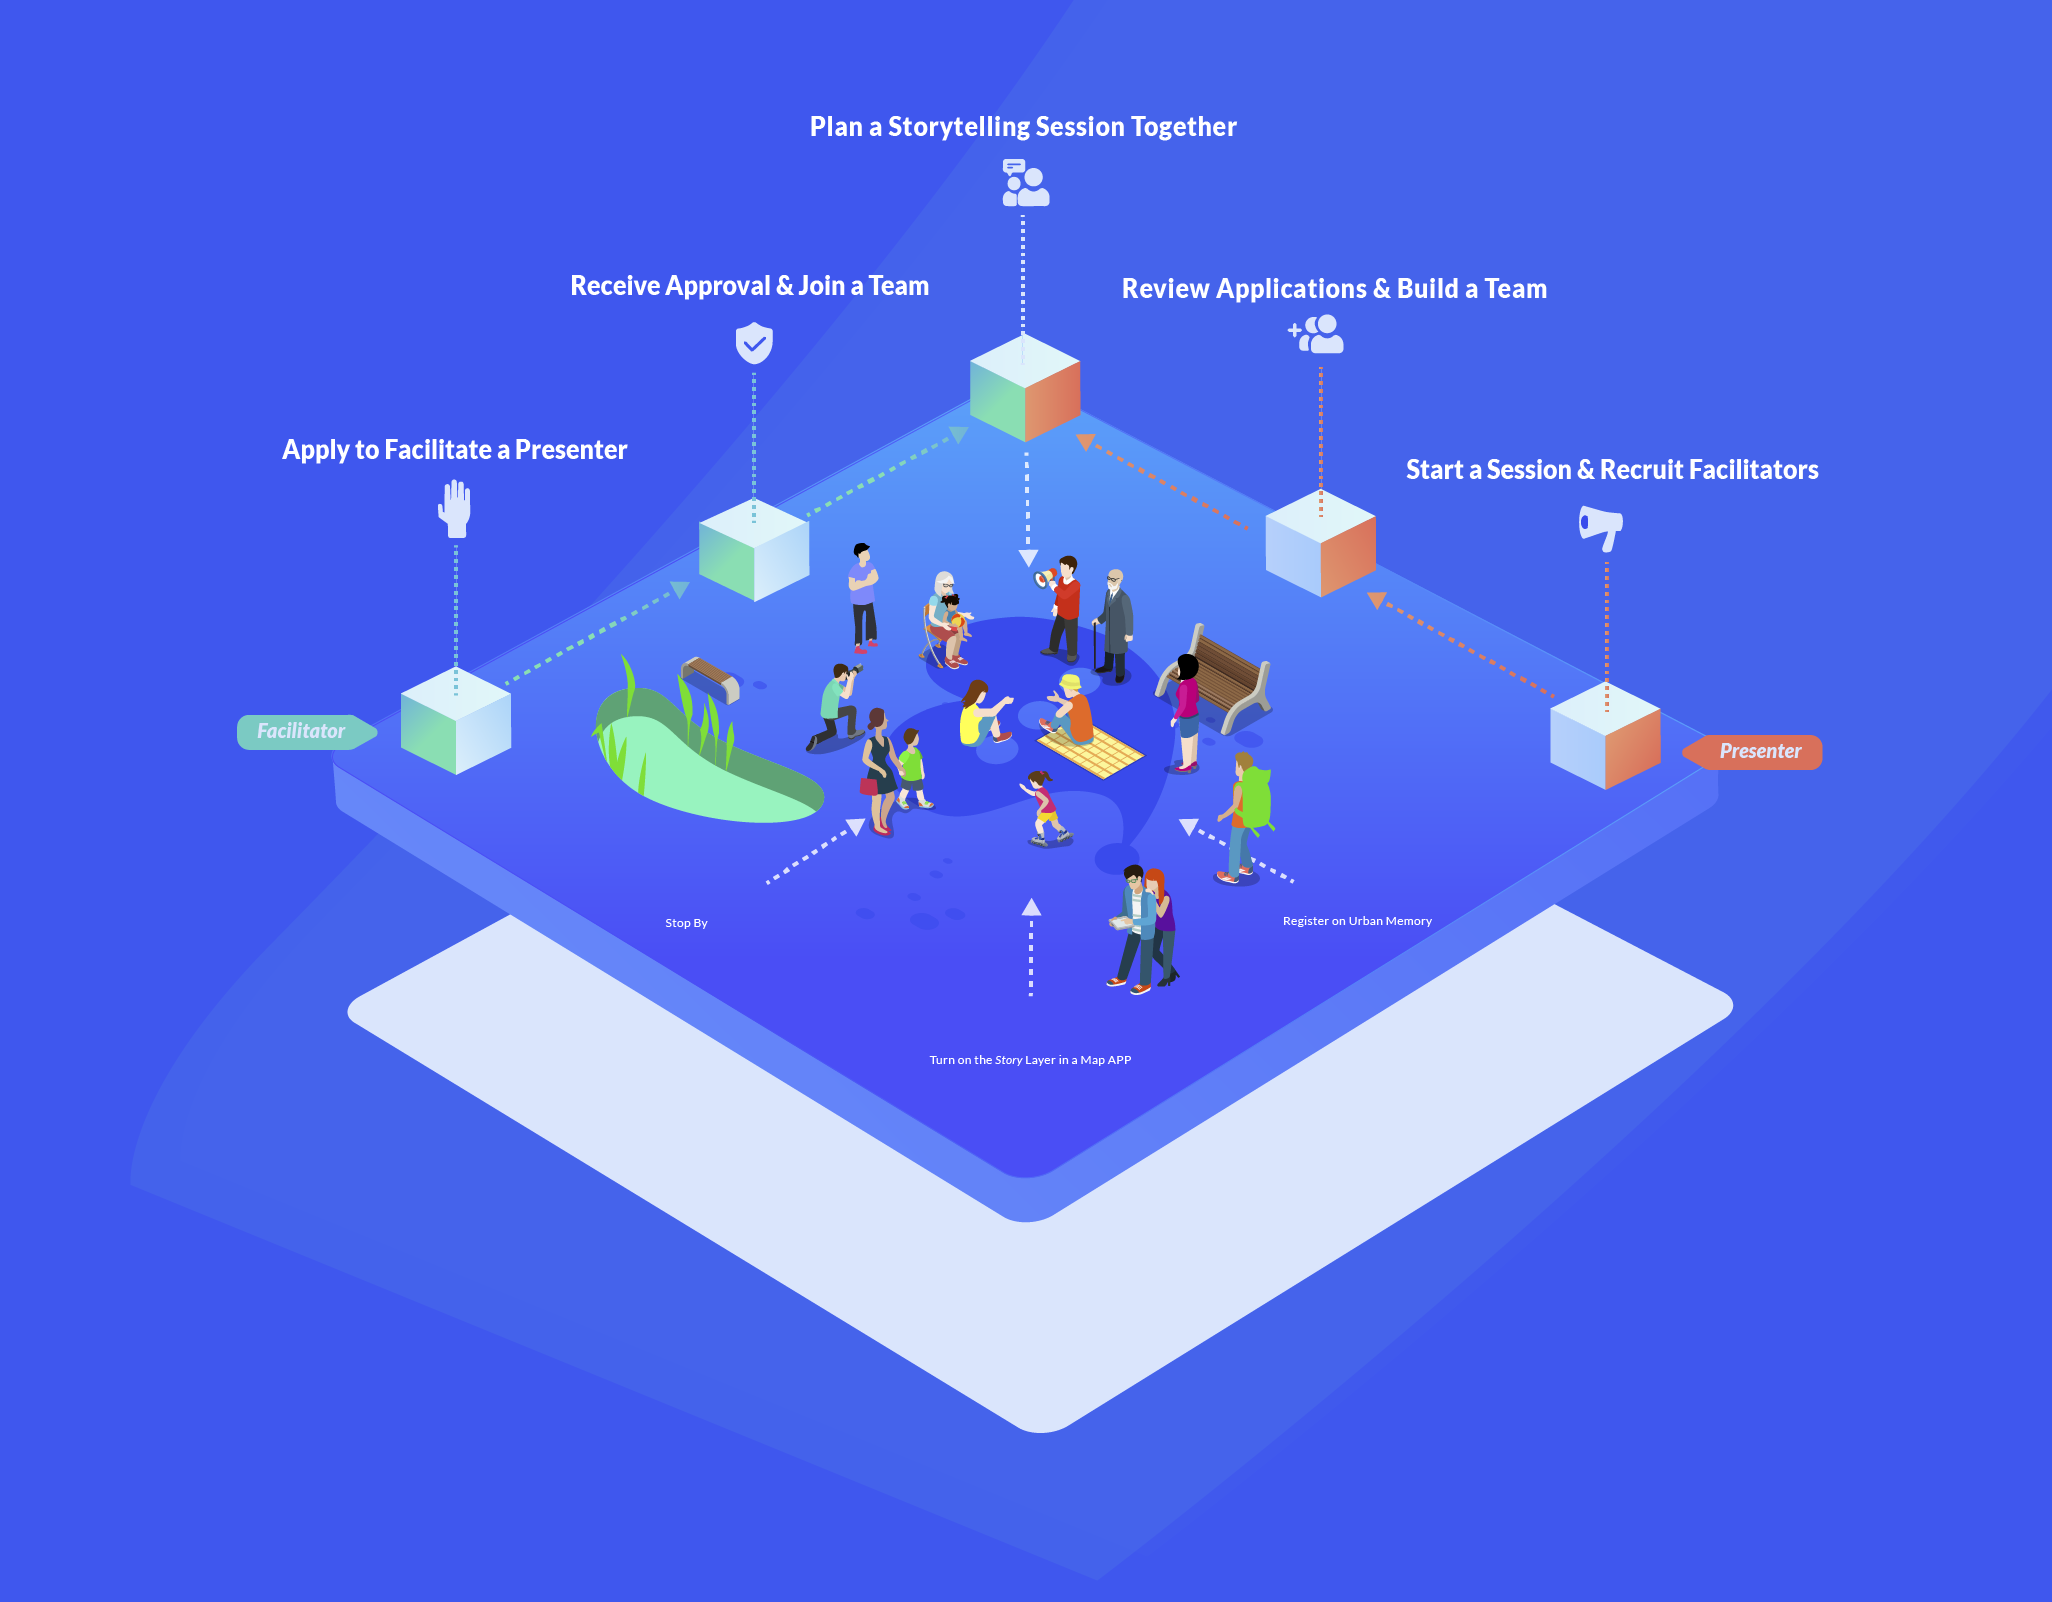 Plan a Storytelling Session Together
Receive Approval & Join a Team
Review Applications & Build a Team
Apply to Facilitate a Presenter
Start a Session & Recruit Facilitators
Facilitator
Presenter
Stop By
Register on Urban Memory
Turn on the Story Layer in a Map APP